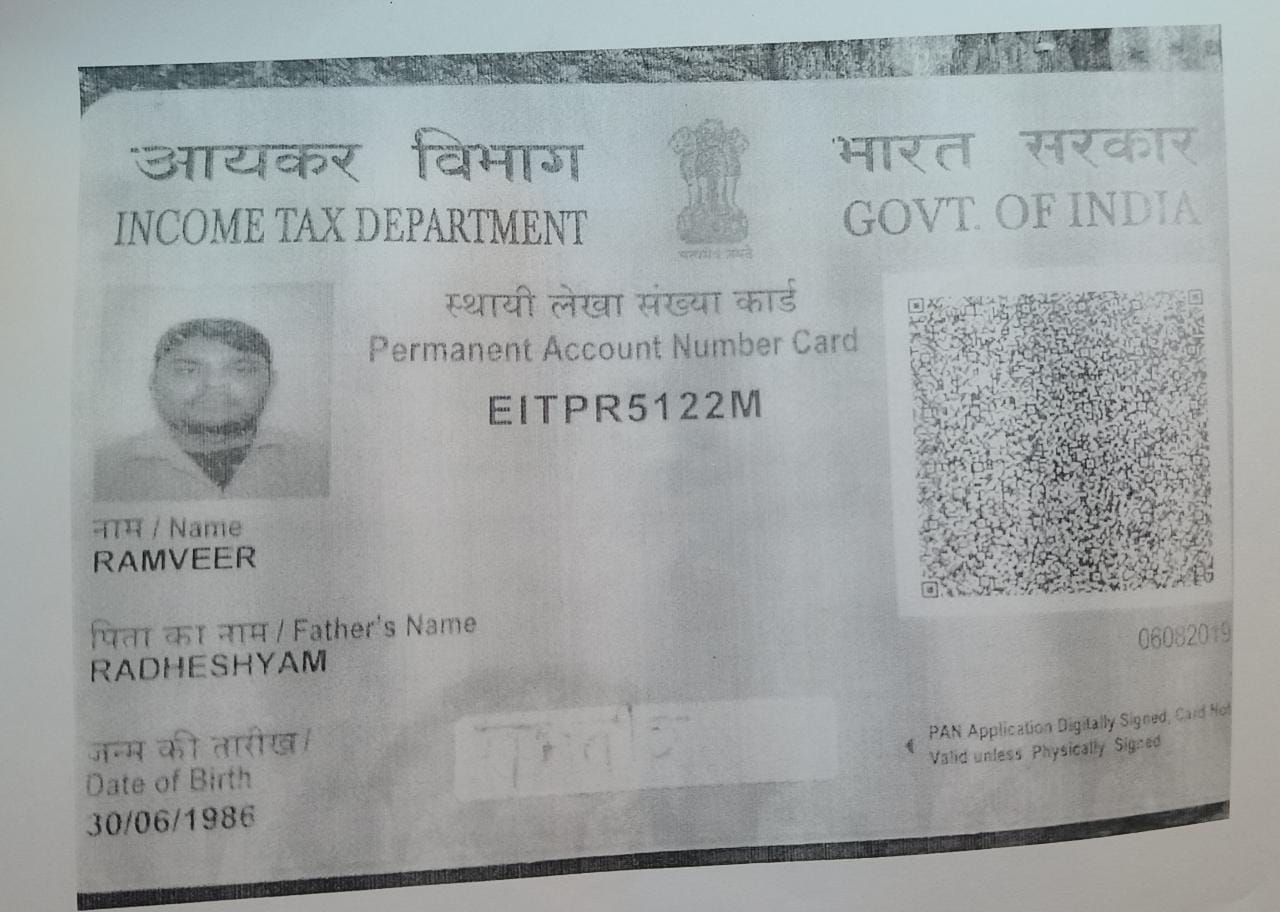 आयकर विभाग
INCOME TAX DEPARTMENT
भारत सरकार
GOVT. OF INDIA
सत्यमेव जयते
स्थायी लेखा संख्या कार्ड
Permanent Account Number Card
EITPR5122M
नाम / Name
RAMVEER
पिता का नाम / Father's Name
RADHESHYAM
06082019
जन्म की तारीख/
Date of Birth
30/06/1986
PAN Application Digitally Signed, Card Not
Valid unless Physically Signed